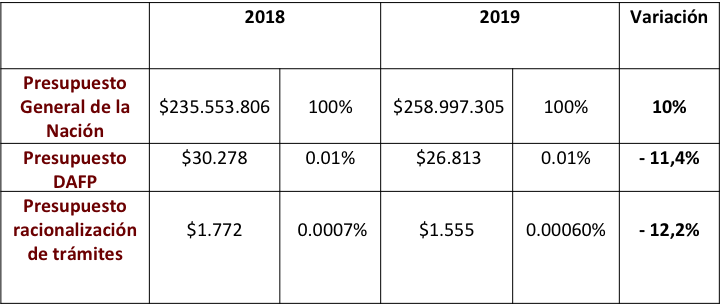 2018 2019 Variación
Presupuesto
General de la
Nación
$235.553.806 100% $258.997.305 100% 10%
Presupuesto
DAFP
$30.278 0.01% $26.813 0.01% - 11,4%
Presupuesto
racionalización
de trámites
$1.772 0.0007% $1.555 0.00060% - 12,2%